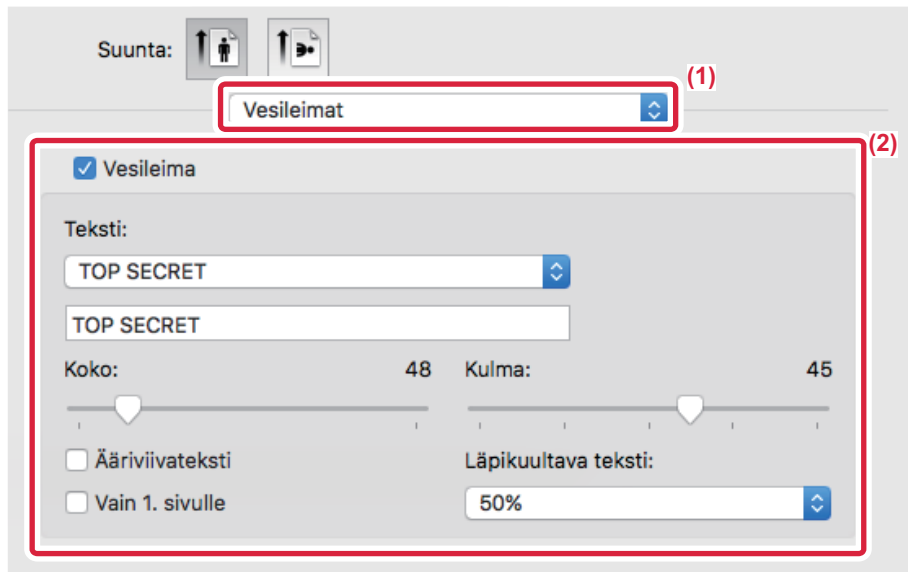 Suunta:
(1)
Vesileimat
(2)
Vesileima
Teksti:
TOP SECRET
TOP SECRET
Koko: 48 Kulma: 45
Ääriviivateksti Läpikuultava teksti:
Vain 1. sivulle 50%